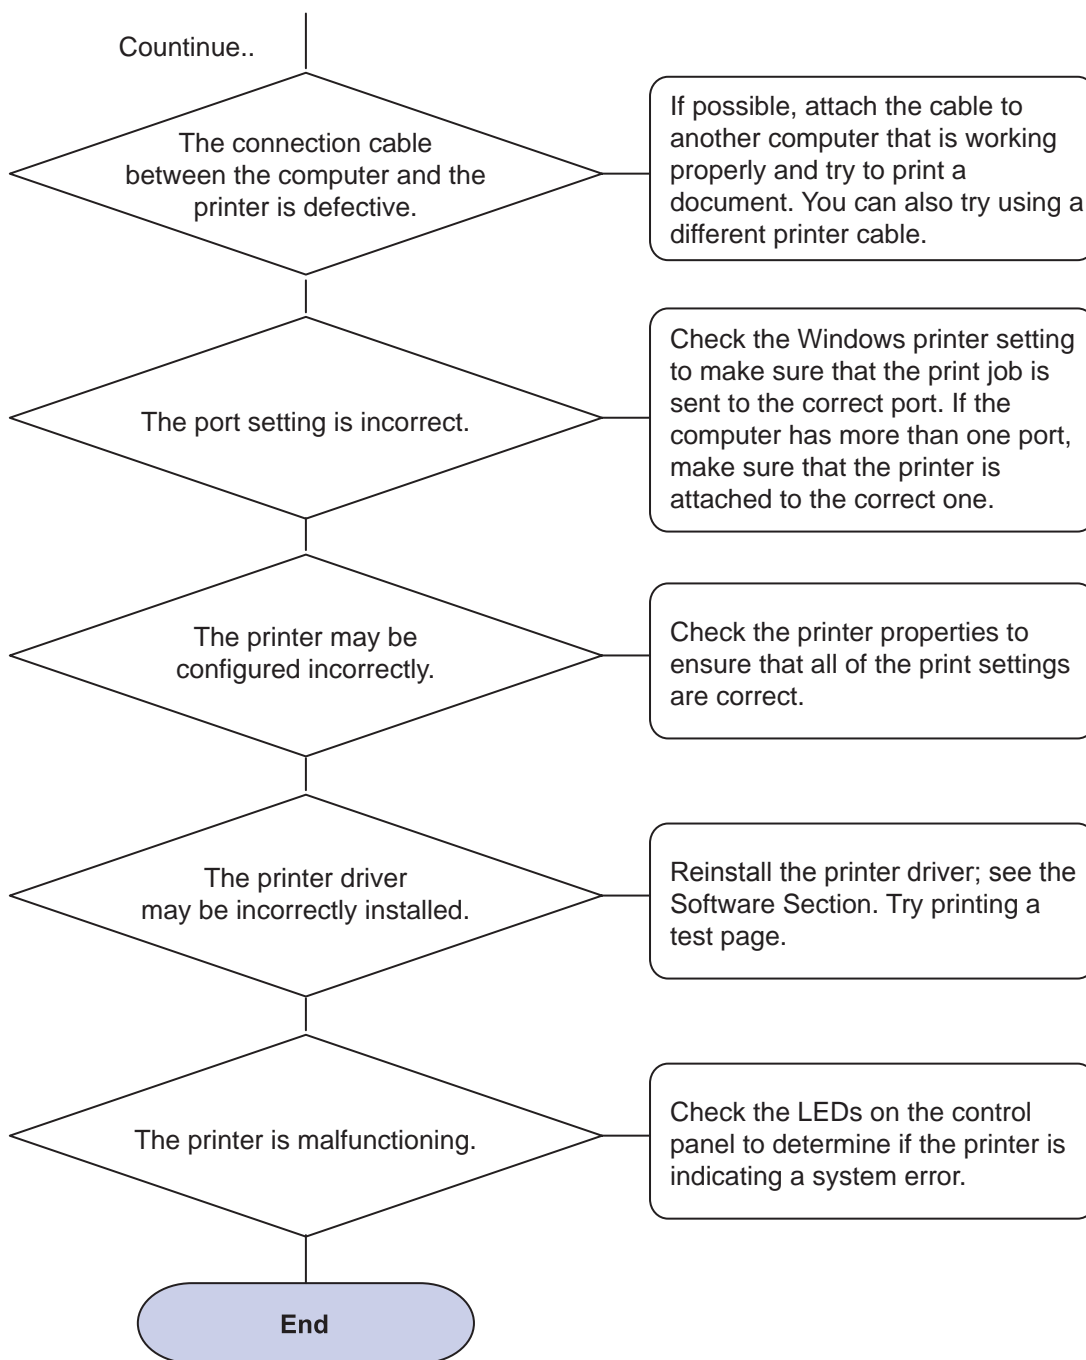 Countinue..
The connection cable
between the computer and the
printer is defective.
If possible, attach the cable to
another computer that is working
properly and try to print a
document. You can also try using a
different printer cable.
The port setting is incorrect.
Check the Windows printer setting
to make sure that the print job is
sent to the correct port. If the
computer has more than one port,
make sure that the printer is
attached to the correct one.
The printer may be
configured incorrectly.
Check the printer properties to
ensure that all of the print settings
are correct.
The printer driver
may be incorrectly installed.
Reinstall the printer driver; see the
Software Section. Try printing a
test page.
The printer is malfunctioning.
Check the LEDs on the control
panel to determine if the printer is
indicating a system error.
End